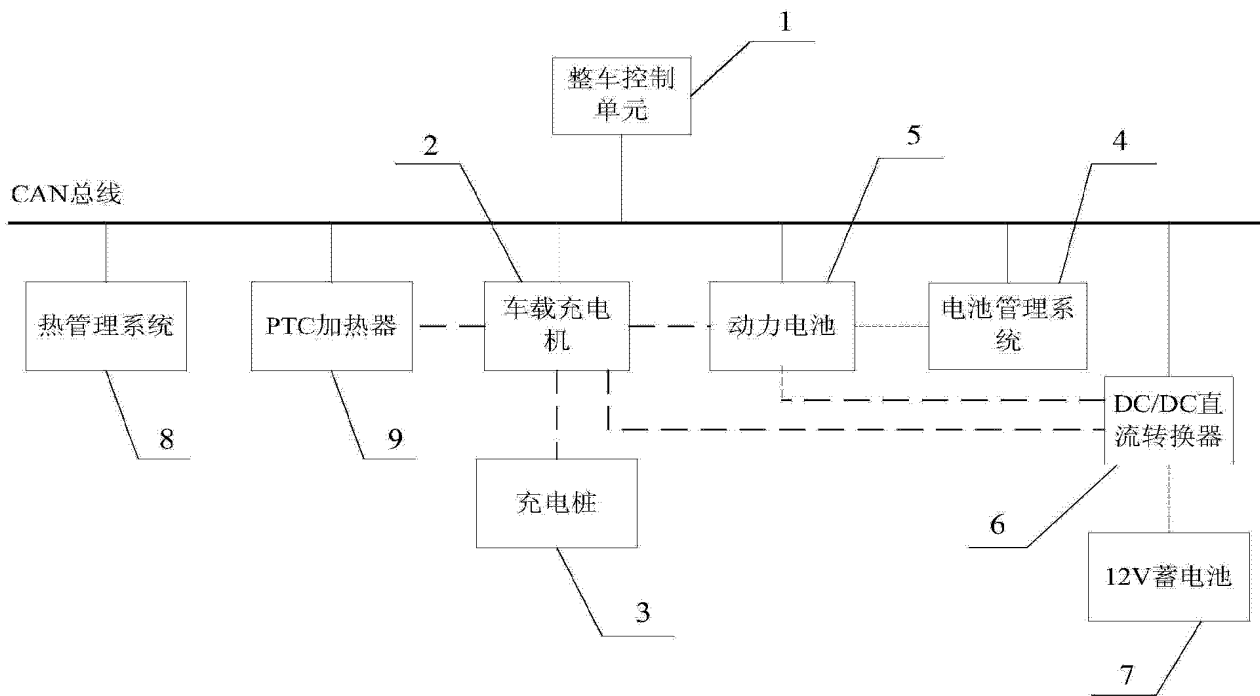 1
整车控制
单元
2
5
4
CAN总线
热管理系统
PTC加热器
车载充电
机
动力电池
电池管理系
统
DC/DC直
流转换器
8
9
充电桩
6
12V蓄电池
3
7